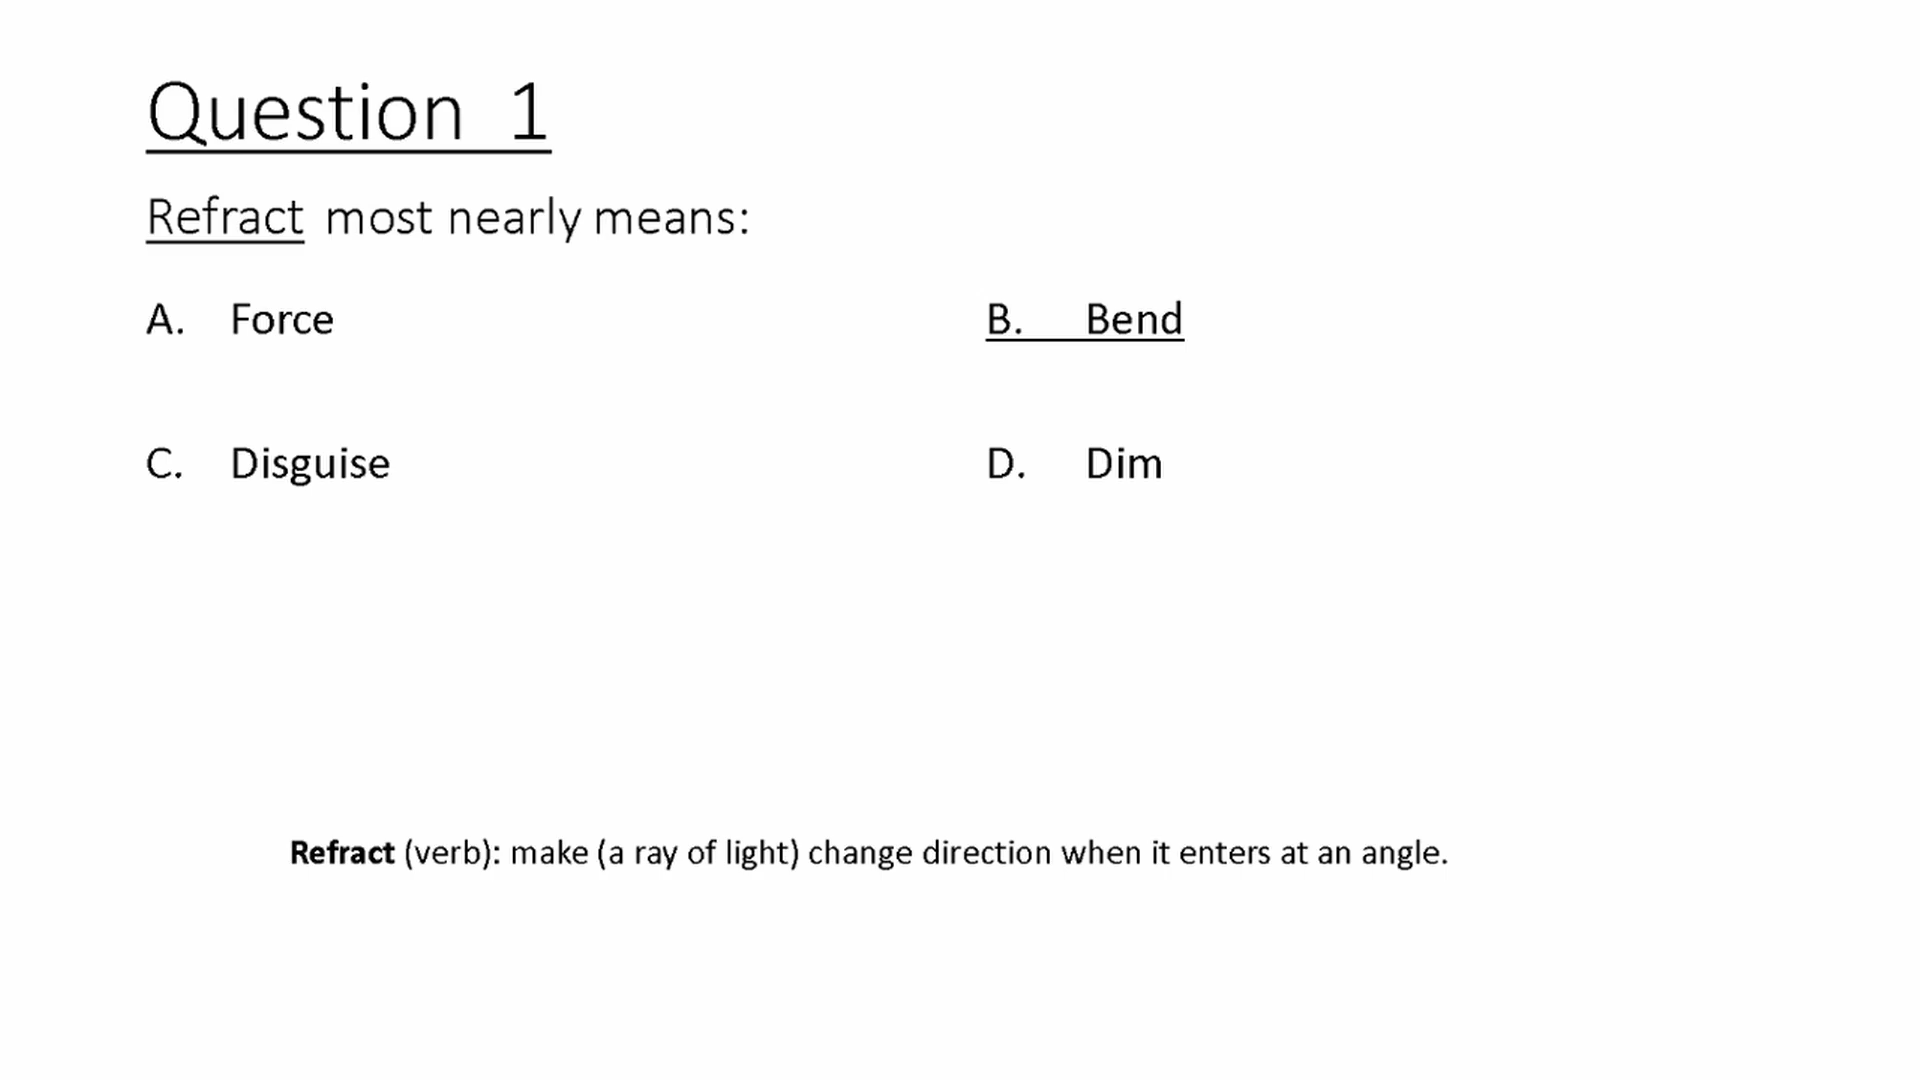 Question 1
Refract most nearly means:
A. Force
B. Bend
C. Disguise
D. Dim
Refract (verb): make (a ray of light) change direction when it enters at an angle.